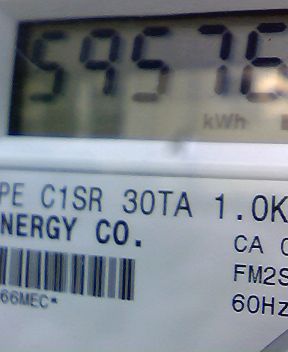 59576
kWh
PE C1SR 30TA 1.0K
NERGY CO.
CA
FM2S
66MEC*
60Hz